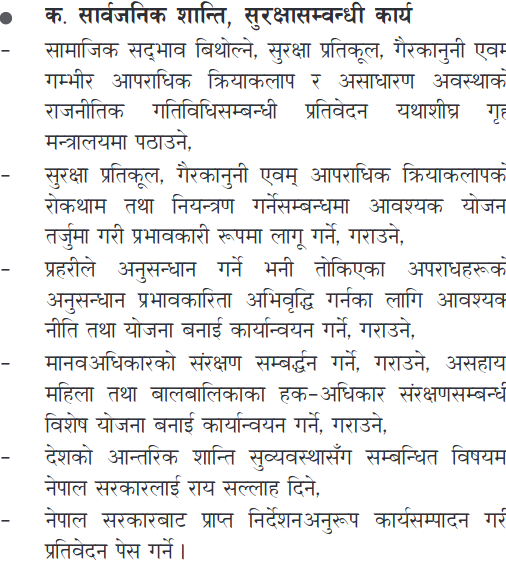 ● क. सार्वजनिक शान्ति, सुरक्षासम्वन्धी कार्य
- सामाजिक सद्भाव बिथोल्ने, सुरक्षा प्रतिकूल, गैरकानुनी एवम
गम्भीर आपराधिक क्रियाकलाप र असाधारण अवस्थाको
राजनीतिक गतिविधिसम्बन्धी प्रतिवेदन यथाशीघ्र गृह
मन्त्रालयमा पठाउने,
- सुरक्षा प्रतिकूल, गैरकानुनी एवम् आपराधिक क्रियाकलापको
रोकथाम तथा नियन्त्रण गर्नेसम्बन्धमा आवश्यक योजन
तर्जुमा गरी प्रभावकारी रूपमा लागू गर्ने, गराउने,
- प्रहरीले अनुसन्धान गर्ने भनी तोकिएका अपराधहरूको
अनुसन्धान प्रभावकारिता अभिवृद्धि गर्नका लागि आवश्यक
नीति तथा योजना बनाई कार्यान्वयन गर्ने, गराउने,
- मानवअधिकारको संरक्षण सम्बर्द्धन गर्ने, गराउने, असहाय
महिला तथा बालबालिकाका हक-अधिकार संरक्षणसम्बन्धी
विशेष योजना बनाई कार्यान्वयन गर्ने, गराउने,
- देशको आन्तरिक शान्ति सुव्यवस्थासँग सम्बन्धित विषयम
नेपाल सरकारलाई राय सल्लाह दिने,
- नेपाल सरकारबाट प्राप्त निर्देशनअनुरूप कार्यसम्पादन गरी
प्रतिवेदन पेस गर्ने।